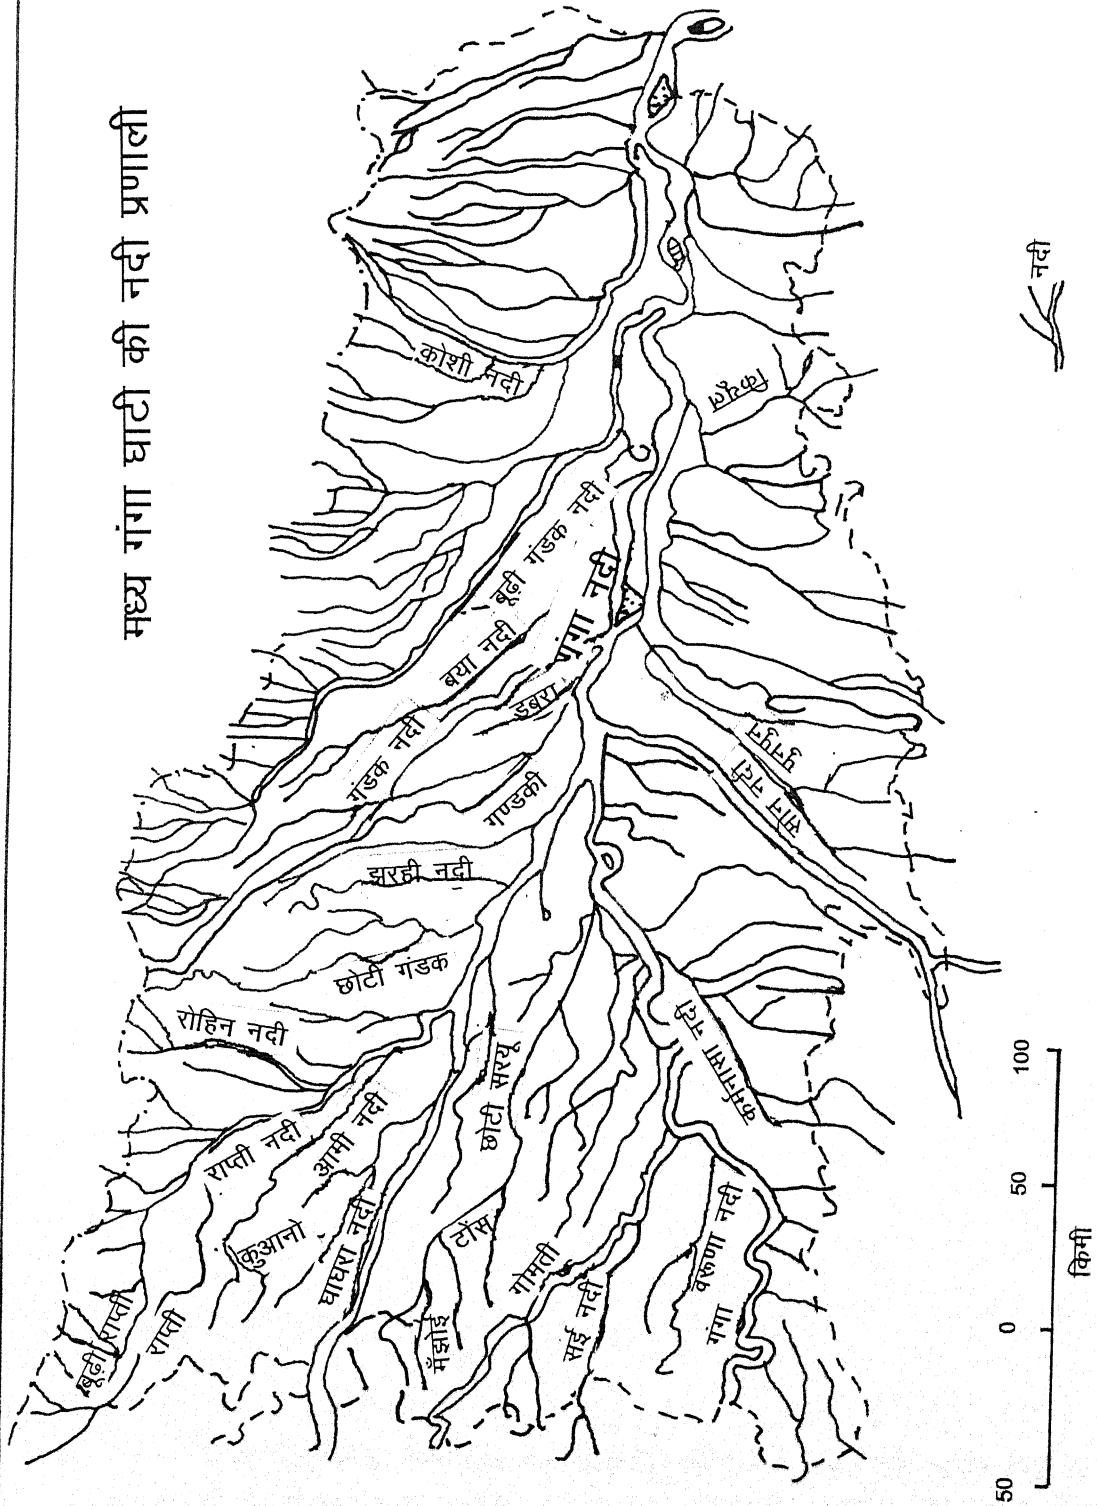 मध्य गंगा घाटी की नदी प्रणाली
कोशी नदी
कियूल
बूढ़ी गंडक नदी
गंगा नदी
बया नदी
डबरा
गंडक नदी
गण्डकी
पुनपुन
सोन नदी
झरही नदी
छोटी गंडक
रोहिन नदी
राप्ती नदी
आमी नदी
छोटी सरयू
कर्मनासा नदी
कुआनो
घाघरा नदी
टोंस
गोमती
वरूणा नदी
बूढ़ी राप्ती
राप्ती
मँझोई
सई नदी
गंगा
नदी
50 0 50 100
किमी